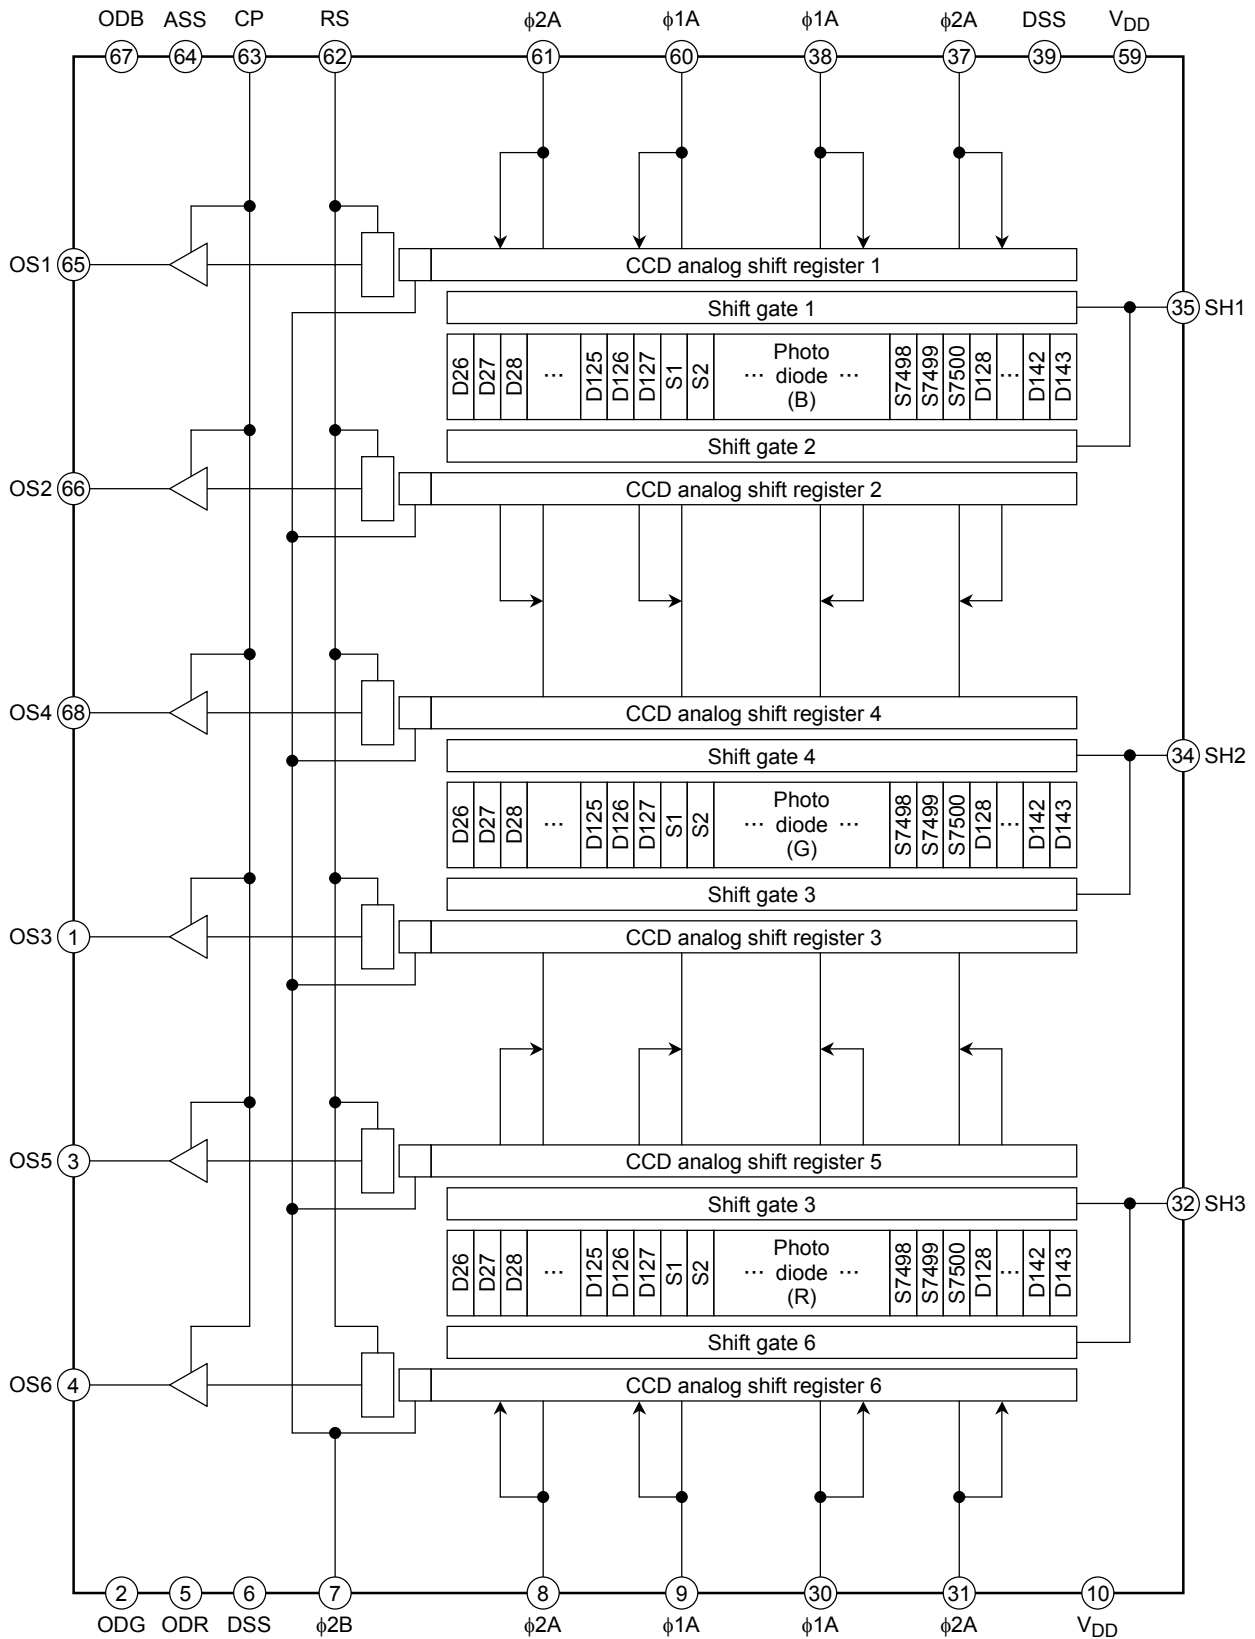 ODB ASS CP RS ϕ2A ϕ1A ϕ1A ϕ2A DSS VDD
67 64 63 62 61 60 38 37 39 59
OS1 65
CCD analog shift register 1
Shift gate 1
35 SH1
D26 D27 D28 ... D125 D126 D127 S1 S2 ... Photo diode (B) ... S7498 S7499 S7500 D128 ... D142 D143
Shift gate 2
OS2 66
CCD analog shift register 2
OS4 68
CCD analog shift register 4
Shift gate 4
34 SH2
D26 D27 D28 ... D125 D126 D127 S1 S2 ... Photo diode (G) ... S7498 S7499 S7500 D128 ... D142 D143
Shift gate 3
OS3 1
CCD analog shift register 3
OS5 3
CCD analog shift register 5
Shift gate 3
32 SH3
D26 D27 D28 ... D125 D126 D127 S1 S2 ... Photo diode (R) ... S7498 S7499 S7500 D128 ... D142 D143
Shift gate 6
OS6 4
CCD analog shift register 6
2 5 6 7 8 9 30 31 10
ODG ODR DSS ϕ2B ϕ2A ϕ1A ϕ1A ϕ2A VDD